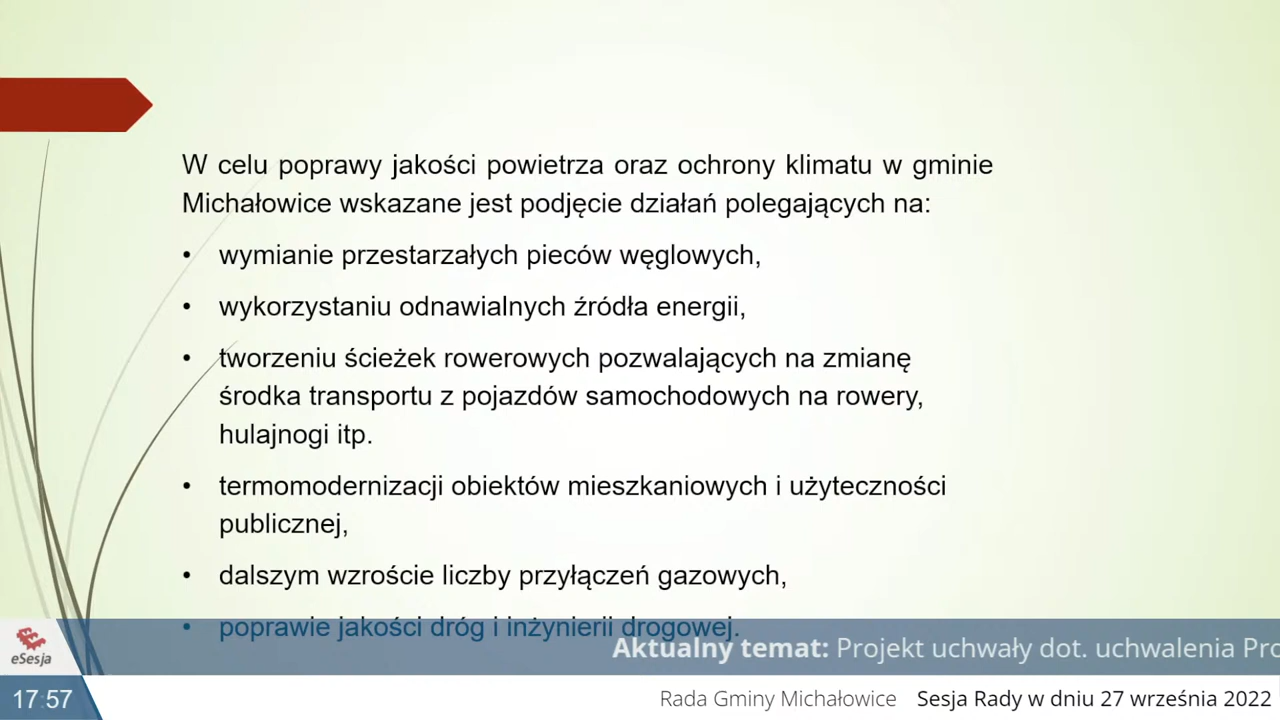 W celu poprawy jakości powietrza oraz ochrony klimatu w gminie
Michałowice wskazane jest podjęcie działań polegających na:
• wymianie przestarzałych pieców węglowych,
• wykorzystaniu odnawialnych źródła energii,
• tworzeniu ścieżek rowerowych pozwalających na zmianę
środka transportu z pojazdów samochodowych na rowery,
hulajnogi itp.
• termomodernizacji obiektów mieszkaniowych i użyteczności
publicznej,
• dalszym wzroście liczby przyłączeń gazowych,
• poprawie jakości dróg i inżynierii drogowej.
eSesja
Aktualny temat: Projekt uchwały dot. uchwalenia Pro
17:57
Rada Gminy Michałowice Sesja Rady w dniu 27 września 2022